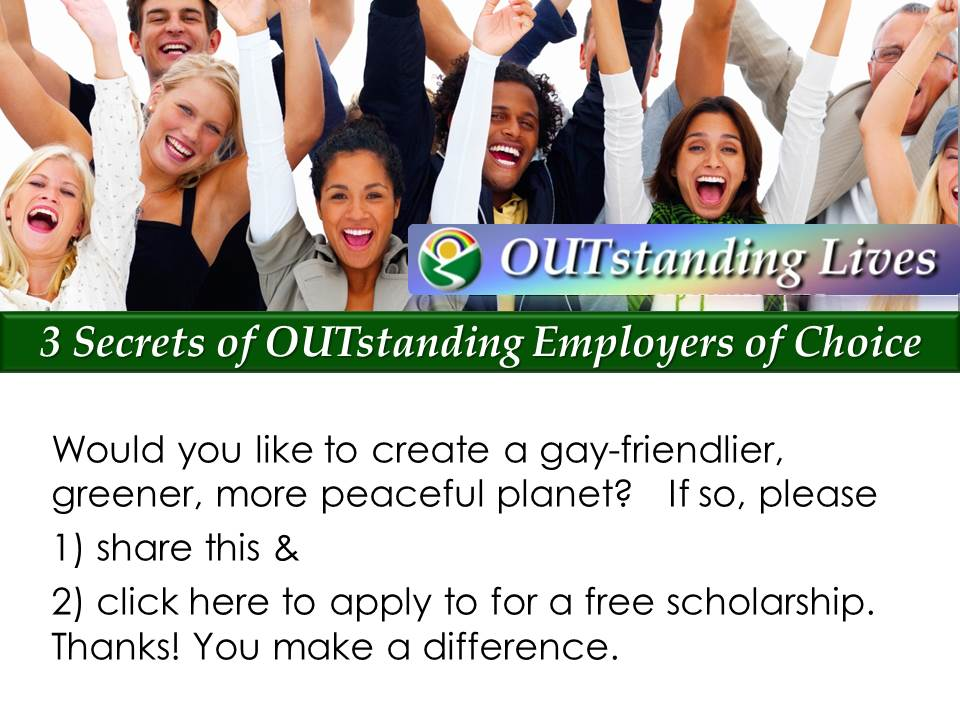 OUTstanding Lives
3 Secrets of OUTstanding Employers of Choice
Would you like to create a gay-friendlier,
greener, more peaceful planet?   If so, please
1) share this &
2) click here to apply to for a free scholarship.
Thanks! You make a difference.